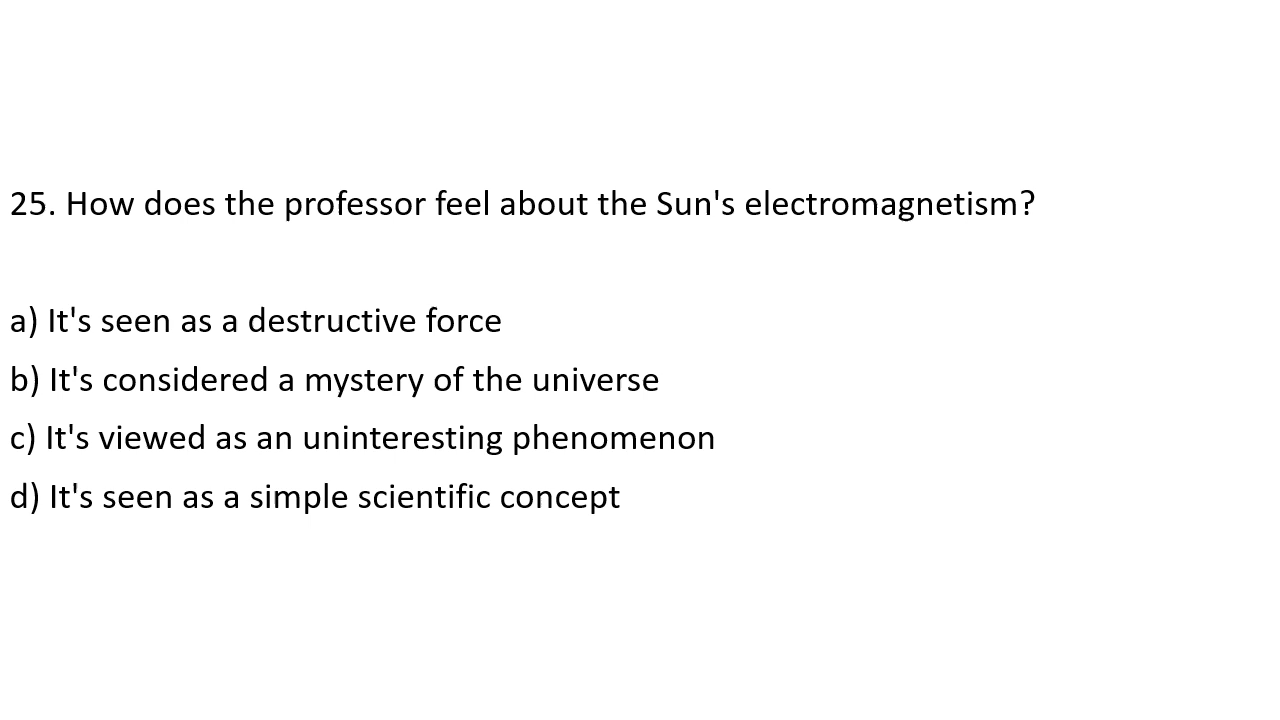 25. How does the professor feel about the Sun's electromagnetism?
a) It's seen as a destructive force
b) It's considered a mystery of the universe
c) It's viewed as an uninteresting phenomenon
d) It's seen as a simple scientific concept